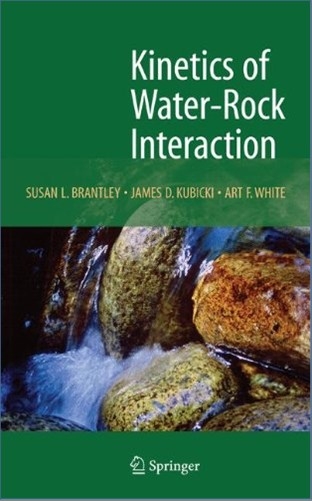 Kinetics of
Water-Rock
Interaction
SUSAN L. BRANTLEY • JAMES D. KUBICKI • ART F. WHITE
Springer